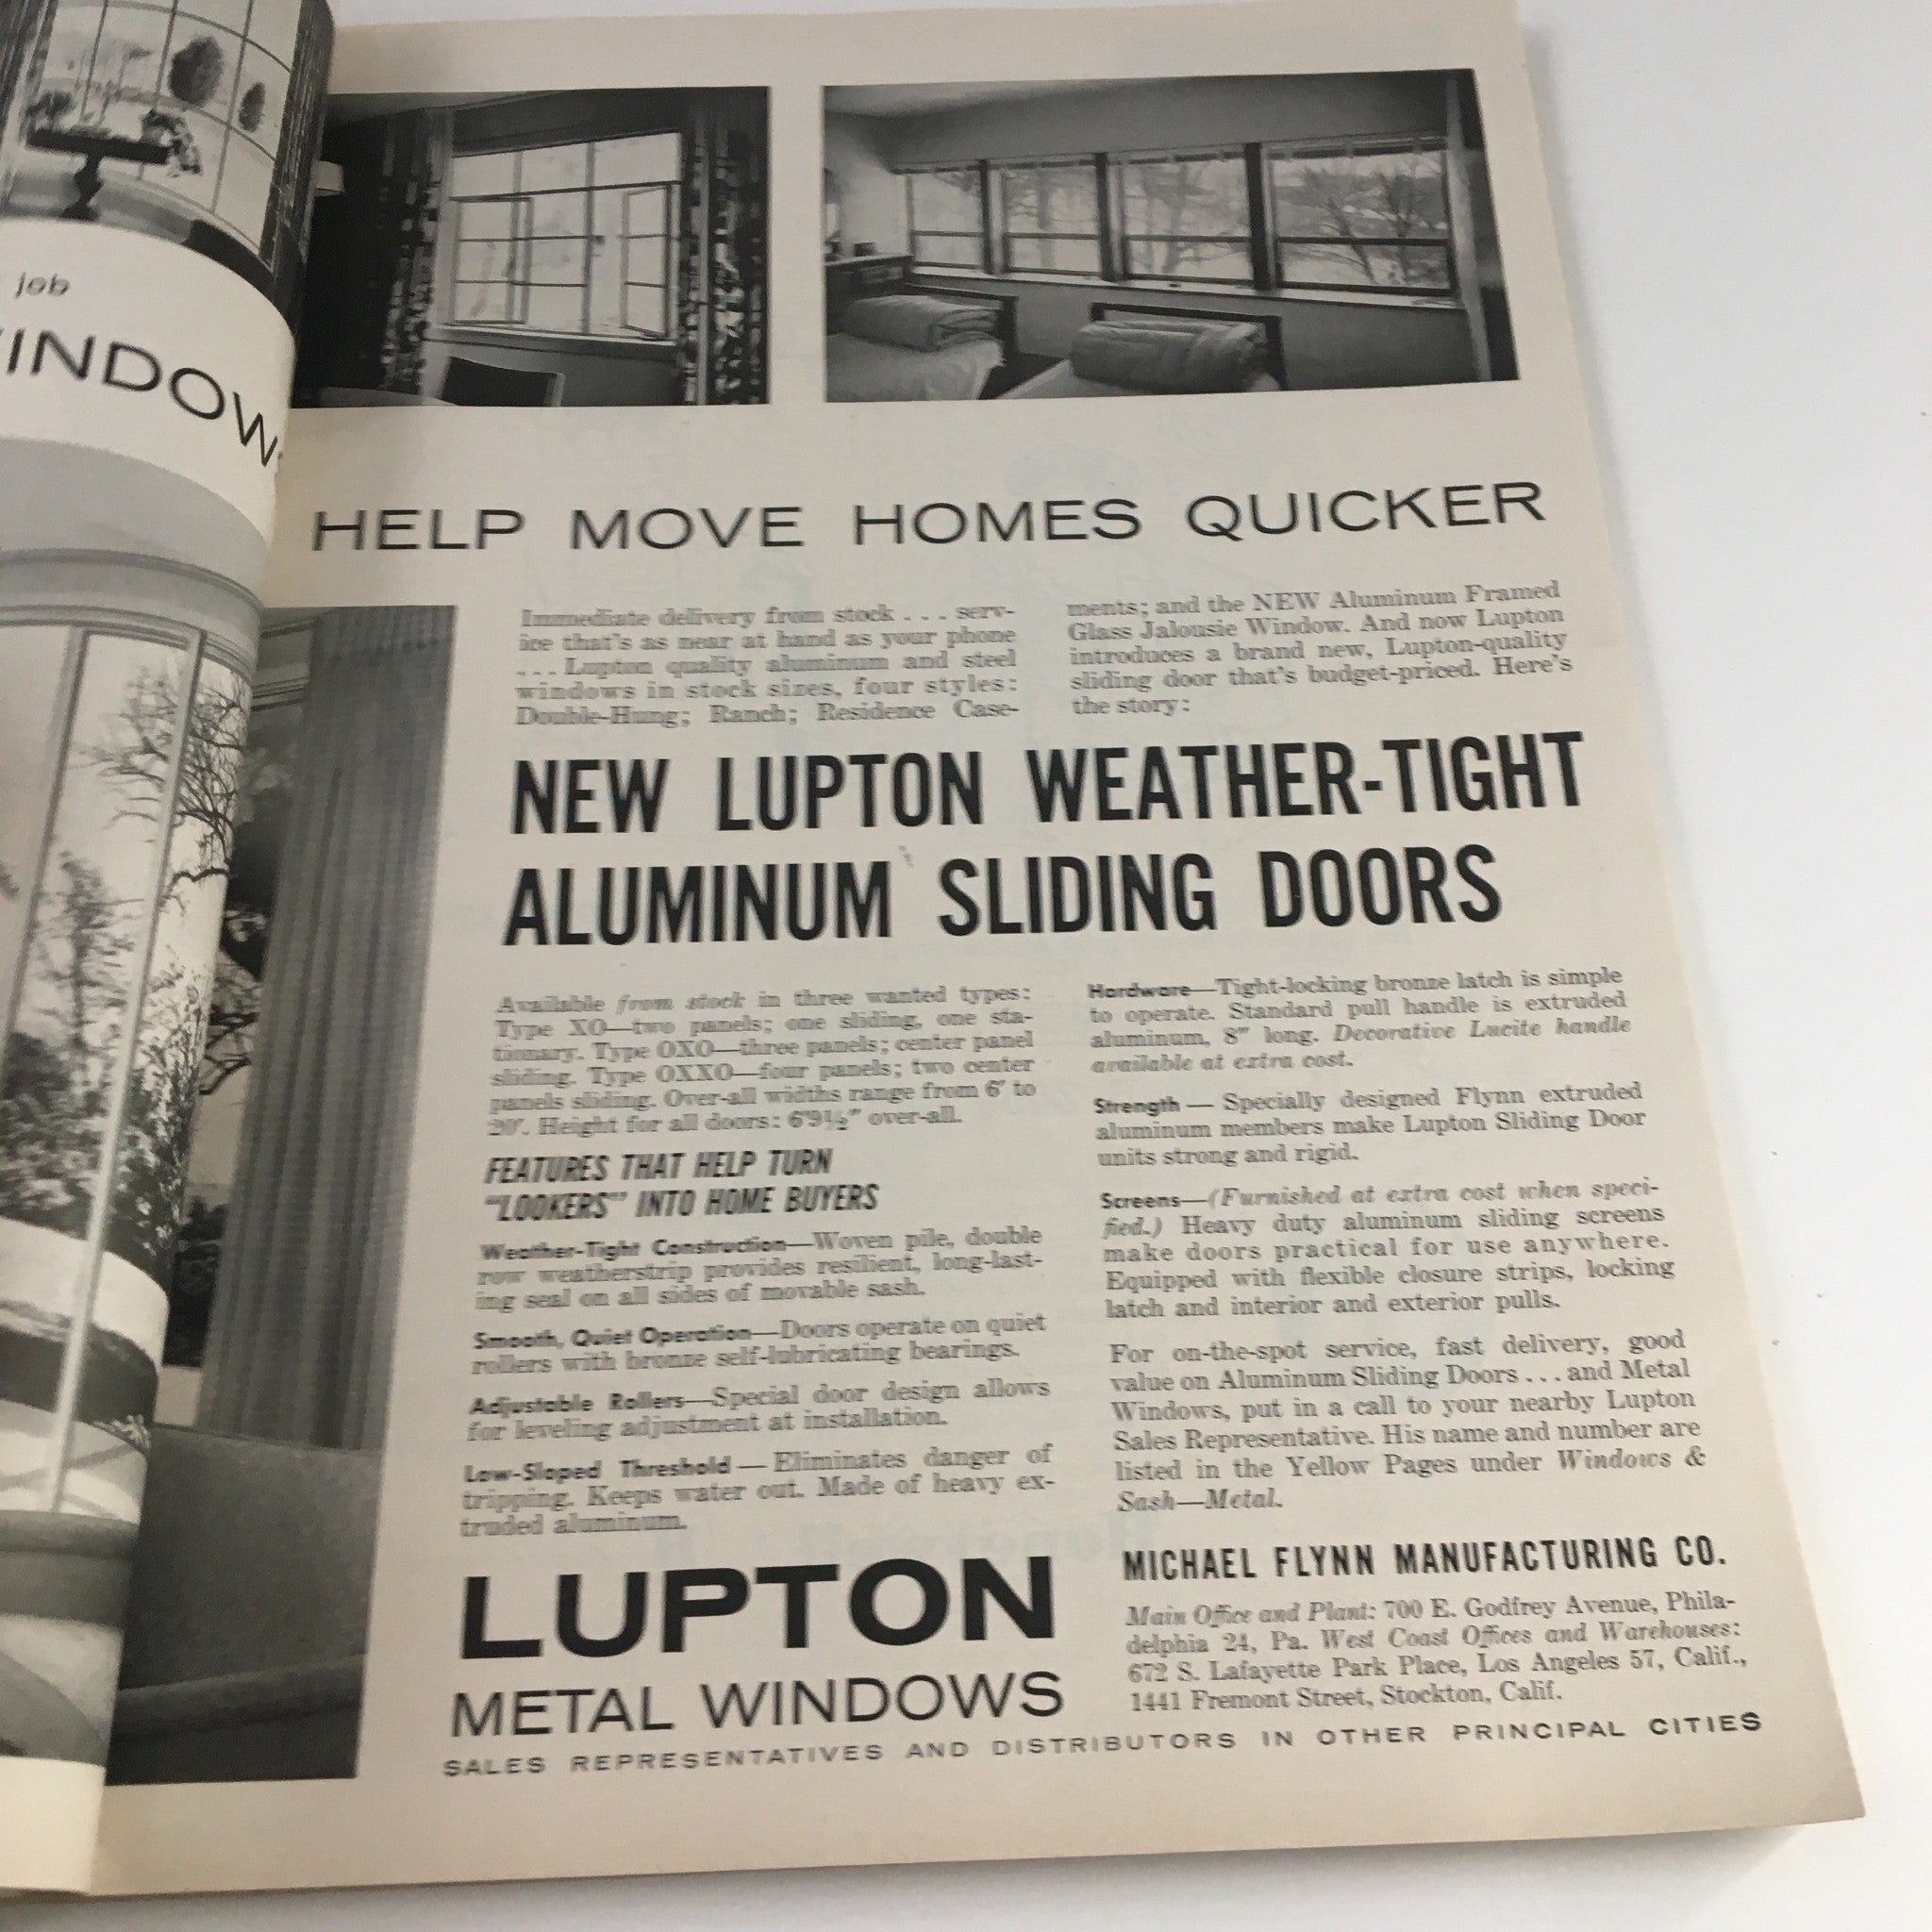 job
INDOWS
HELP MOVE HOMES QUICKER
Immediate delivery from stock . . . serv-
ice that's as near at hand as your phone
. . . Lupton quality aluminum and steel
windows in stock sizes, four styles:
Double-Hung; Ranch; Residence Case-
ments; and the NEW Aluminum Framed
Glass Jalousie Window. And now Lupton
introduces a brand new, Lupton-quality
sliding door that's budget-priced. Here's
the story:
NEW LUPTON WEATHER-TIGHT
ALUMINUM SLIDING DOORS
Available from stock in three wanted types:
Type XO—two panels; one sliding, one sta-
tionary. Type OXO—three panels; center panel
sliding. Type OXXO—four panels; two center
panels sliding. Over-all widths range from 6' to
20'. Height for all doors: 6'9½" over-all.
FEATURES THAT HELP TURN
"LOOKERS" INTO HOME BUYERS
Weather-Tight Construction—Woven pile, double
row weatherstrip provides resilient, long-last-
ing seal on all sides of movable sash.
Smooth, Quiet Operation—Doors operate on quiet
rollers with bronze self-lubricating bearings.
Adjustable Rollers—Special door design allows
for leveling adjustment at installation.
Low-Sloped Threshold — Eliminates danger of
tripping. Keeps water out. Made of heavy ex-
truded aluminum.
Hardware—Tight-locking bronze latch is simple
to operate. Standard pull handle is extruded
aluminum, 8" long. Decorative Lucite handle
available at extra cost.
Strength — Specially designed Flynn extruded
aluminum members make Lupton Sliding Door
units strong and rigid.
Screens—(Furnished at extra cost when speci-
fied.) Heavy duty aluminum sliding screens
make doors practical for use anywhere.
Equipped with flexible closure strips, locking
latch and interior and exterior pulls.
For on-the-spot service, fast delivery, good
value on Aluminum Sliding Doors . . . and Metal
Windows, put in a call to your nearby Lupton
Sales Representative. His name and number are
listed in the Yellow Pages under Windows &
Sash—Metal.
LUPTON
METAL WINDOWS
MICHAEL FLYNN MANUFACTURING CO.
Main Office and Plant: 700 E. Godfrey Avenue, Phila-
delphia 24, Pa. West Coast Offices and Warehouses:
672 S. Lafayette Park Place, Los Angeles 57, Calif.,
1441 Fremont Street, Stockton, Calif.
SALES REPRESENTATIVES AND DISTRIBUTORS IN OTHER PRINCIPAL CITIES